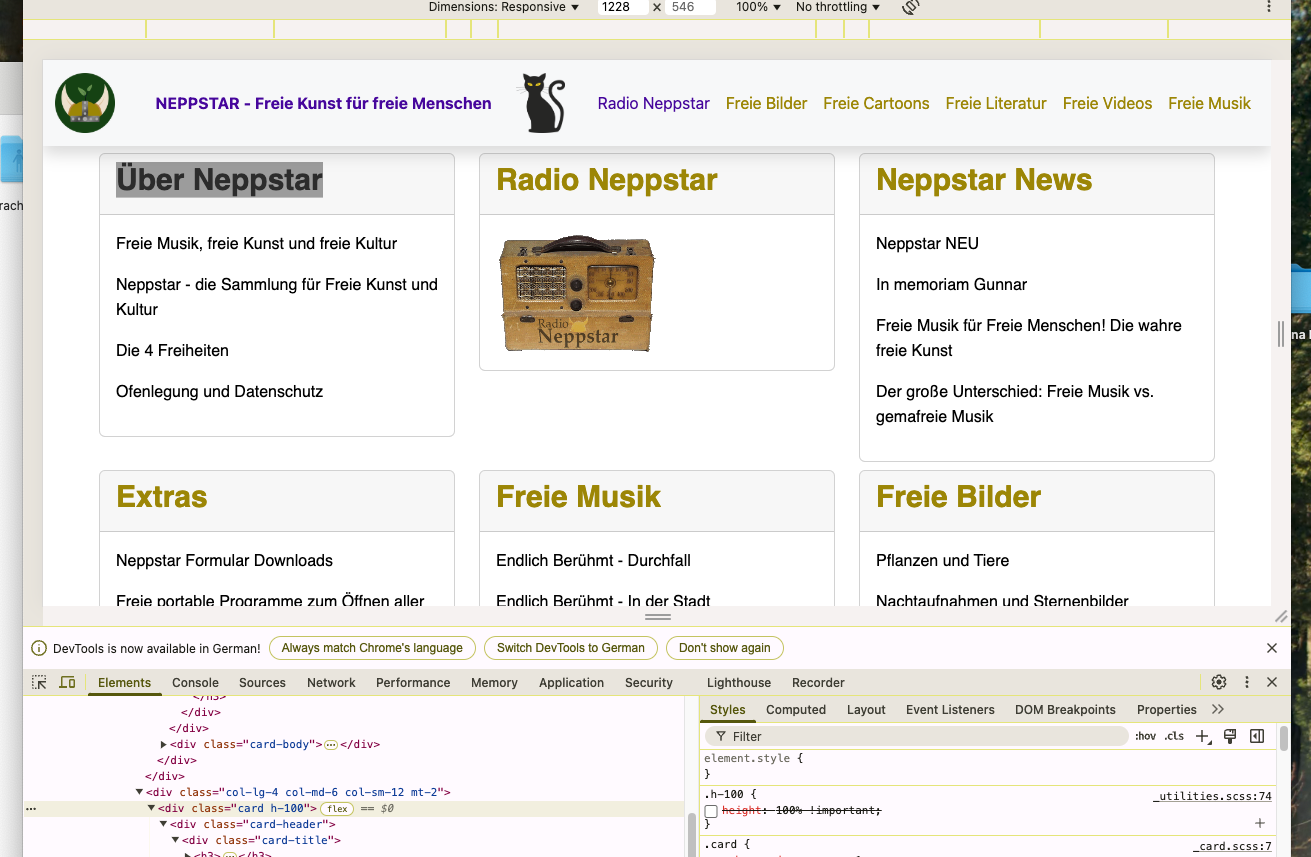 Dimensions: Responsive ▼ 1228 × 546 100% ▼ No throttling ▼
NEPPSTAR - Freie Kunst für freie Menschen
Radio Neppstar Freie Bilder Freie Cartoons Freie Literatur Freie Videos Freie Musik
rach
Über Neppstar
Freie Musik, freie Kunst und freie Kultur
Neppstar - die Sammlung für Freie Kunst und
Kultur
Die 4 Freiheiten
Ofenlegung und Datenschutz
Radio Neppstar
Radio
Neppstar
Neppstar News
Neppstar NEU
In memoriam Gunnar
Freie Musik für Freie Menschen! Die wahre
freie Kunst
Der große Unterschied: Freie Musik vs.
gemafreie Musik
na
Extras
Neppstar Formular Downloads
Freie portable Programme zum Öffnen aller
Freie Musik
Endlich Berühmt - Durchfall
Endlich Berühmt - In der Stadt
Freie Bilder
Pflanzen und Tiere
Nachtaufnahmen und Sternenbilder
DevTools is now available in German! Always match Chrome's language Switch DevTools to German Don't show again
Elements Console Sources Network Performance Memory Application Security Lighthouse Recorder
</h3>
</div>
</div>
▶<div class="card-body">…</div>
</div>
</div>
▼<div class="col-lg-4 col-md-6 col-sm-12 mt-2">
… ▼<div class="card h-100"> flex == $0
▼<div class="card-header">
▼<div class="card-title">
▶<h3>…</h3>
Styles Computed Layout Event Listeners DOM Breakpoints Properties >>
Filter :hov .cls +
element.style {
}
.h-100 { _utilities.scss:74
height: 100% !important;
}
.card { _card.scss:7